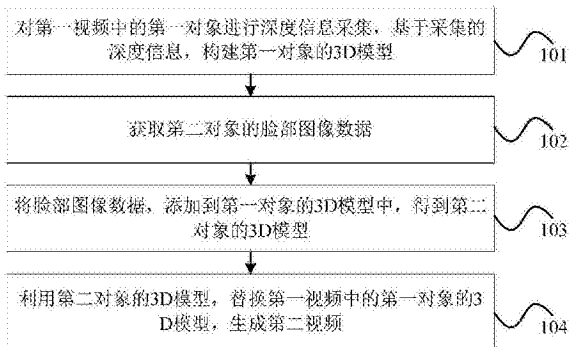 对第一视频中的第一对象进行深度信息采集，基于采集的
深度信息，构建第一对象的3D模型
101
获取第二对象的脸部图像数据
102
将脸部图像数据，添加到第一对象的3D模型中，得到第二
对象的3D模型
103
利用第二对象的3D模型，替换第一视频中的第一对象的3
D模型，生成第二视频
104